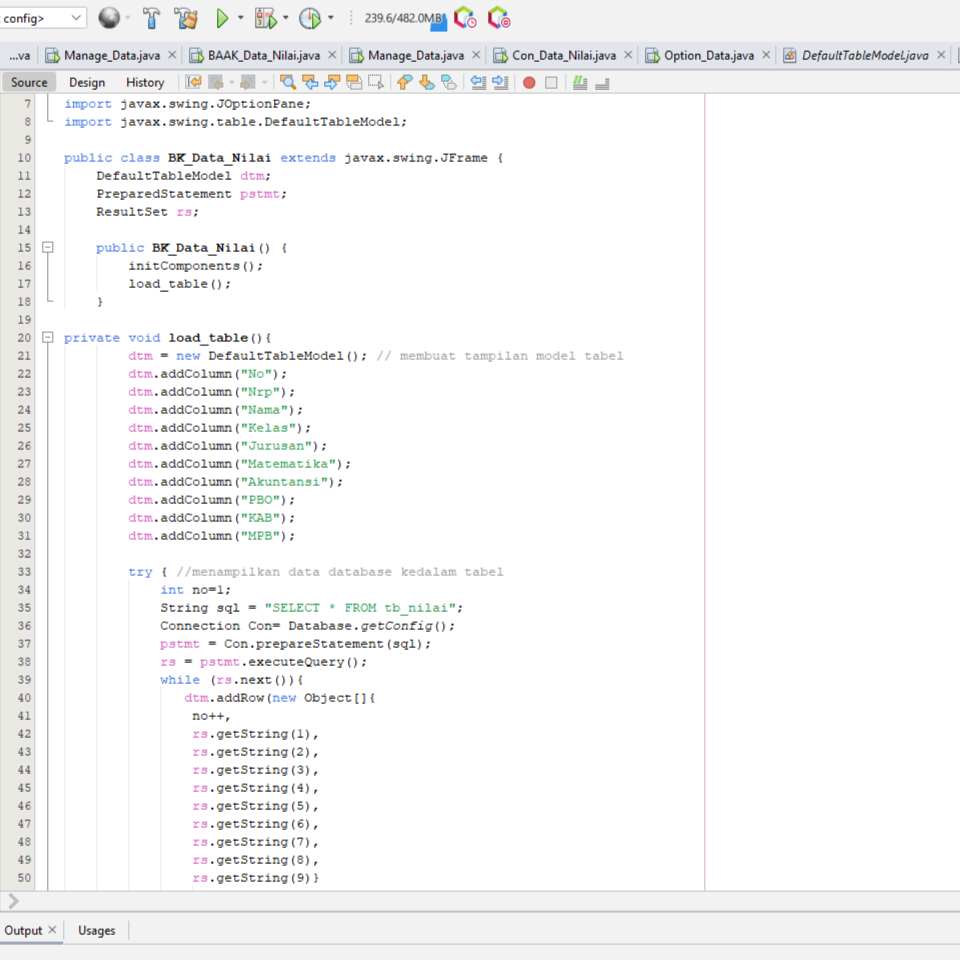 config>
239.6/482.0MB
...va
Manage_Data.java
BAAK_Data_Nilai.java
Manage_Data.java
Con_Data_Nilai.java
Option_Data.java
DefaultTableModel.java
Source Design History
7 import javax.swing.JOptionPane;
8 import javax.swing.table.DefaultTableModel;
9
10 public class BK_Data_Nilai extends javax.swing.JFrame {
11 DefaultTableModel dtm;
12 PreparedStatement pstmt;
13 ResultSet rs;
14
15 public BK_Data_Nilai() {
16 initComponents();
17 load_table();
18 }
19
20 private void load_table(){
21 dtm = new DefaultTableModel(); // membuat tampilan model tabel
22 dtm.addColumn("No");
23 dtm.addColumn("Nrp");
24 dtm.addColumn("Nama");
25 dtm.addColumn("Kelas");
26 dtm.addColumn("Jurusan");
27 dtm.addColumn("Matematika");
28 dtm.addColumn("Akuntansi");
29 dtm.addColumn("PBO");
30 dtm.addColumn("KAB");
31 dtm.addColumn("MPB");
32
33 try { //menampilkan data database kedalam tabel
34 int no=1;
35 String sql = "SELECT * FROM tb_nilai";
36 Connection Con= Database.getConfig();
37 pstmt = Con.prepareStatement(sql);
38 rs = pstmt.executeQuery();
39 while (rs.next()){
40 dtm.addRow(new Object[]{
41 no++,
42 rs.getString(1),
43 rs.getString(2),
44 rs.getString(3),
45 rs.getString(4),
46 rs.getString(5),
47 rs.getString(6),
48 rs.getString(7),
49 rs.getString(8),
50 rs.getString(9)}
Output Usages